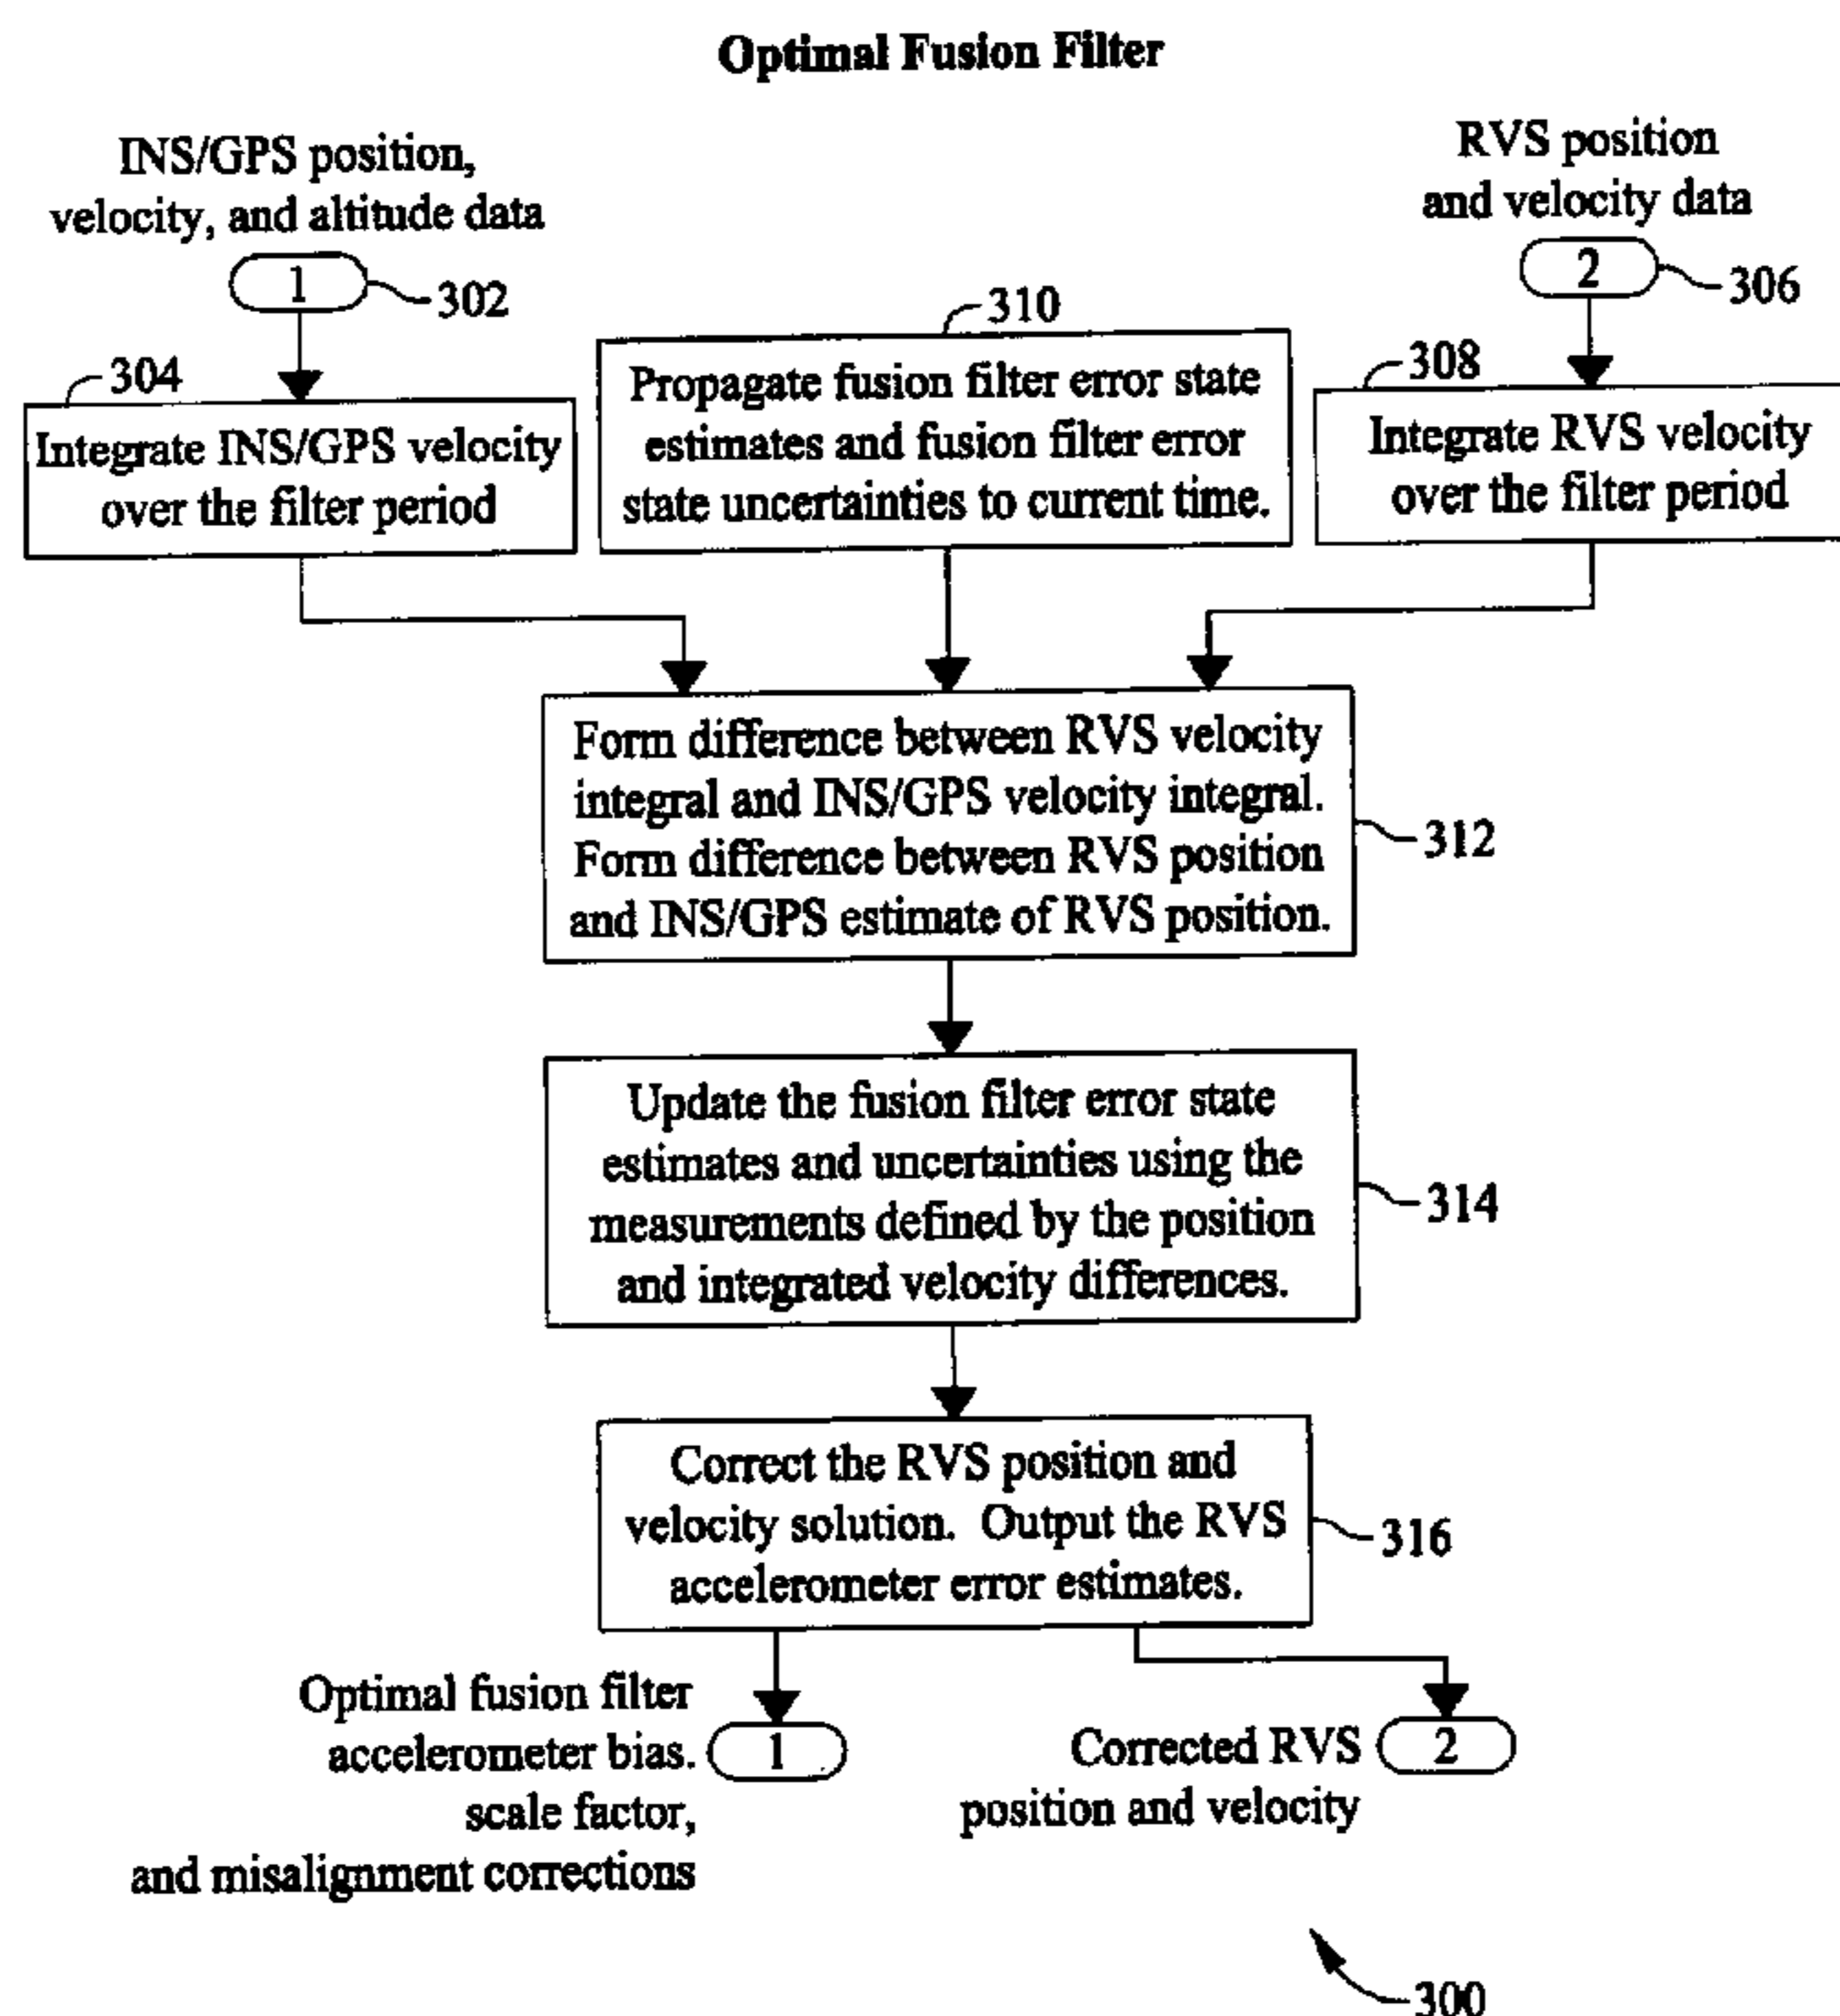 Optimal Fusion Filter
INS/GPS position,
velocity, and altitude data
1
302
RVS position
and velocity data
2
306
304
Integrate INS/GPS velocity
over the filter period
310
Propagate fusion filter error state
estimates and fusion filter error
state uncertainties to current time.
308
Integrate RVS velocity
over the filter period
Form difference between RVS velocity
integral and INS/GPS velocity integral.
Form difference between RVS position
and INS/GPS estimate of RVS position.
312
Update the fusion filter error state
estimates and uncertainties using the
measurements defined by the position
and integrated velocity differences.
314
Correct the RVS position and
velocity solution. Output the RVS
accelerometer error estimates.
316
Optimal fusion filter
accelerometer bias.
scale factor,
and misalignment corrections
1
Corrected RVS
position and velocity
2
300